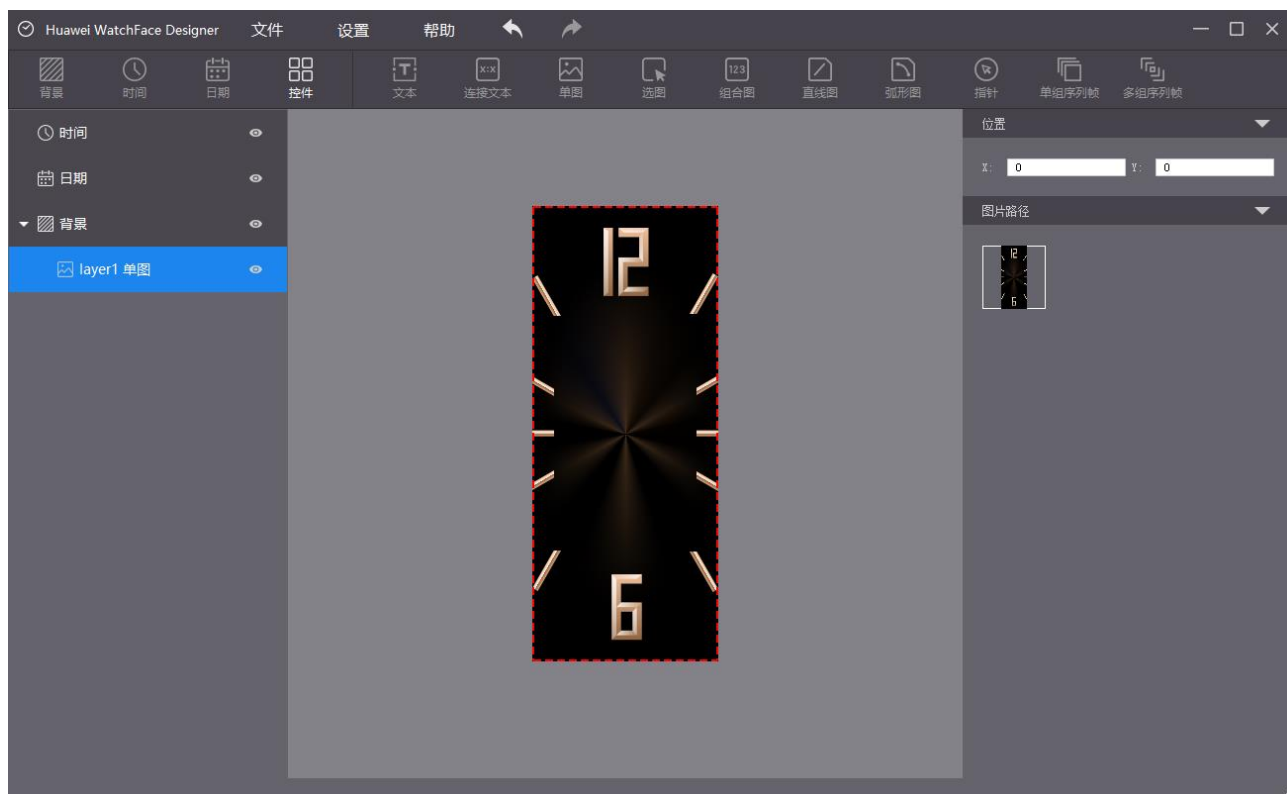 Huawei WatchFace Designer 文件 设置 帮助
背景 时间 日期 控件 文本 连接文本 单图 选图 组合图 直线图 弧形图 指针 单组序列帧 多组序列帧
时间
日期
背景
layer1 单图
12
6
位置
X: 0 Y: 0
图片路径
12
6